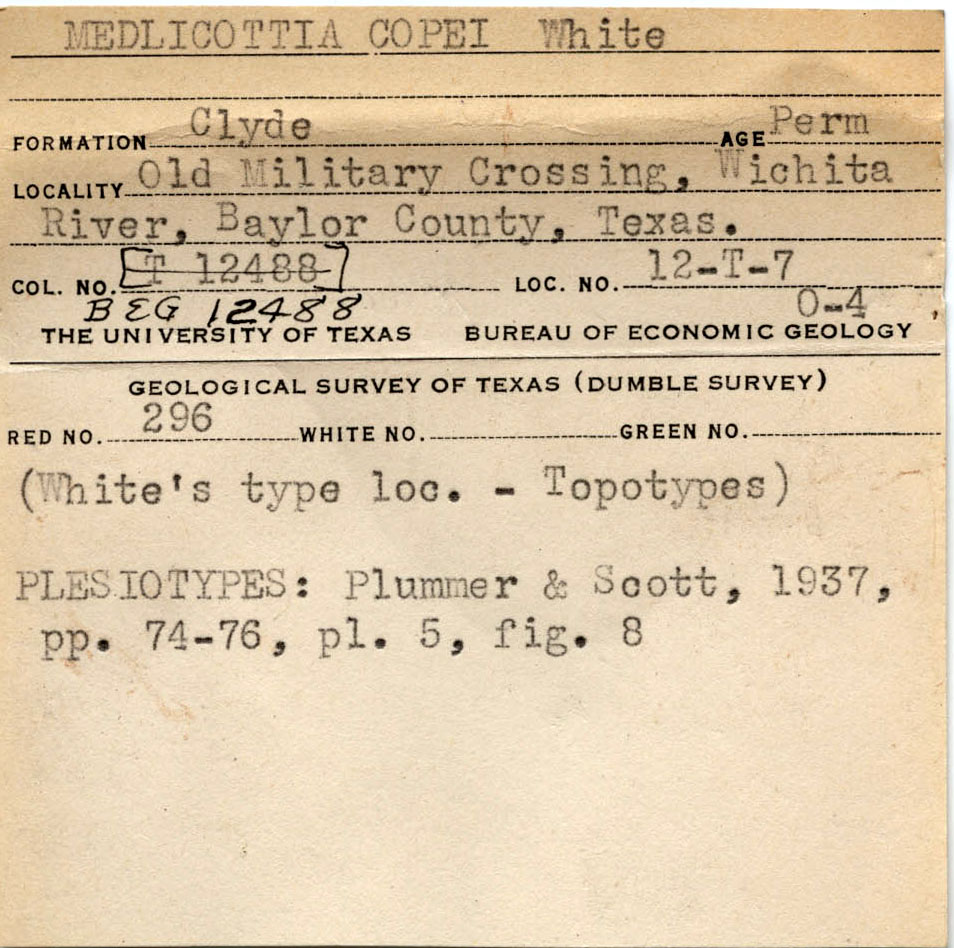 MEDLICOTTIA COPEI White
FORMATION Clyde AGE Perm
LOCALITY Old Military Crossing, Wichita
River, Baylor County, Texas.
COL. NO. T 12488 LOC. NO. 12-T-7
BEG 12488 0-4
THE UNIVERSITY OF TEXAS BUREAU OF ECONOMIC GEOLOGY
GEOLOGICAL SURVEY OF TEXAS (DUMBLE SURVEY)
RED NO. 296 WHITE NO. GREEN NO.
(White's type loc. - Topotypes)
PLESIOTYPES: Plummer & Scott, 1937,
pp. 74-76, pl. 5, fig. 8